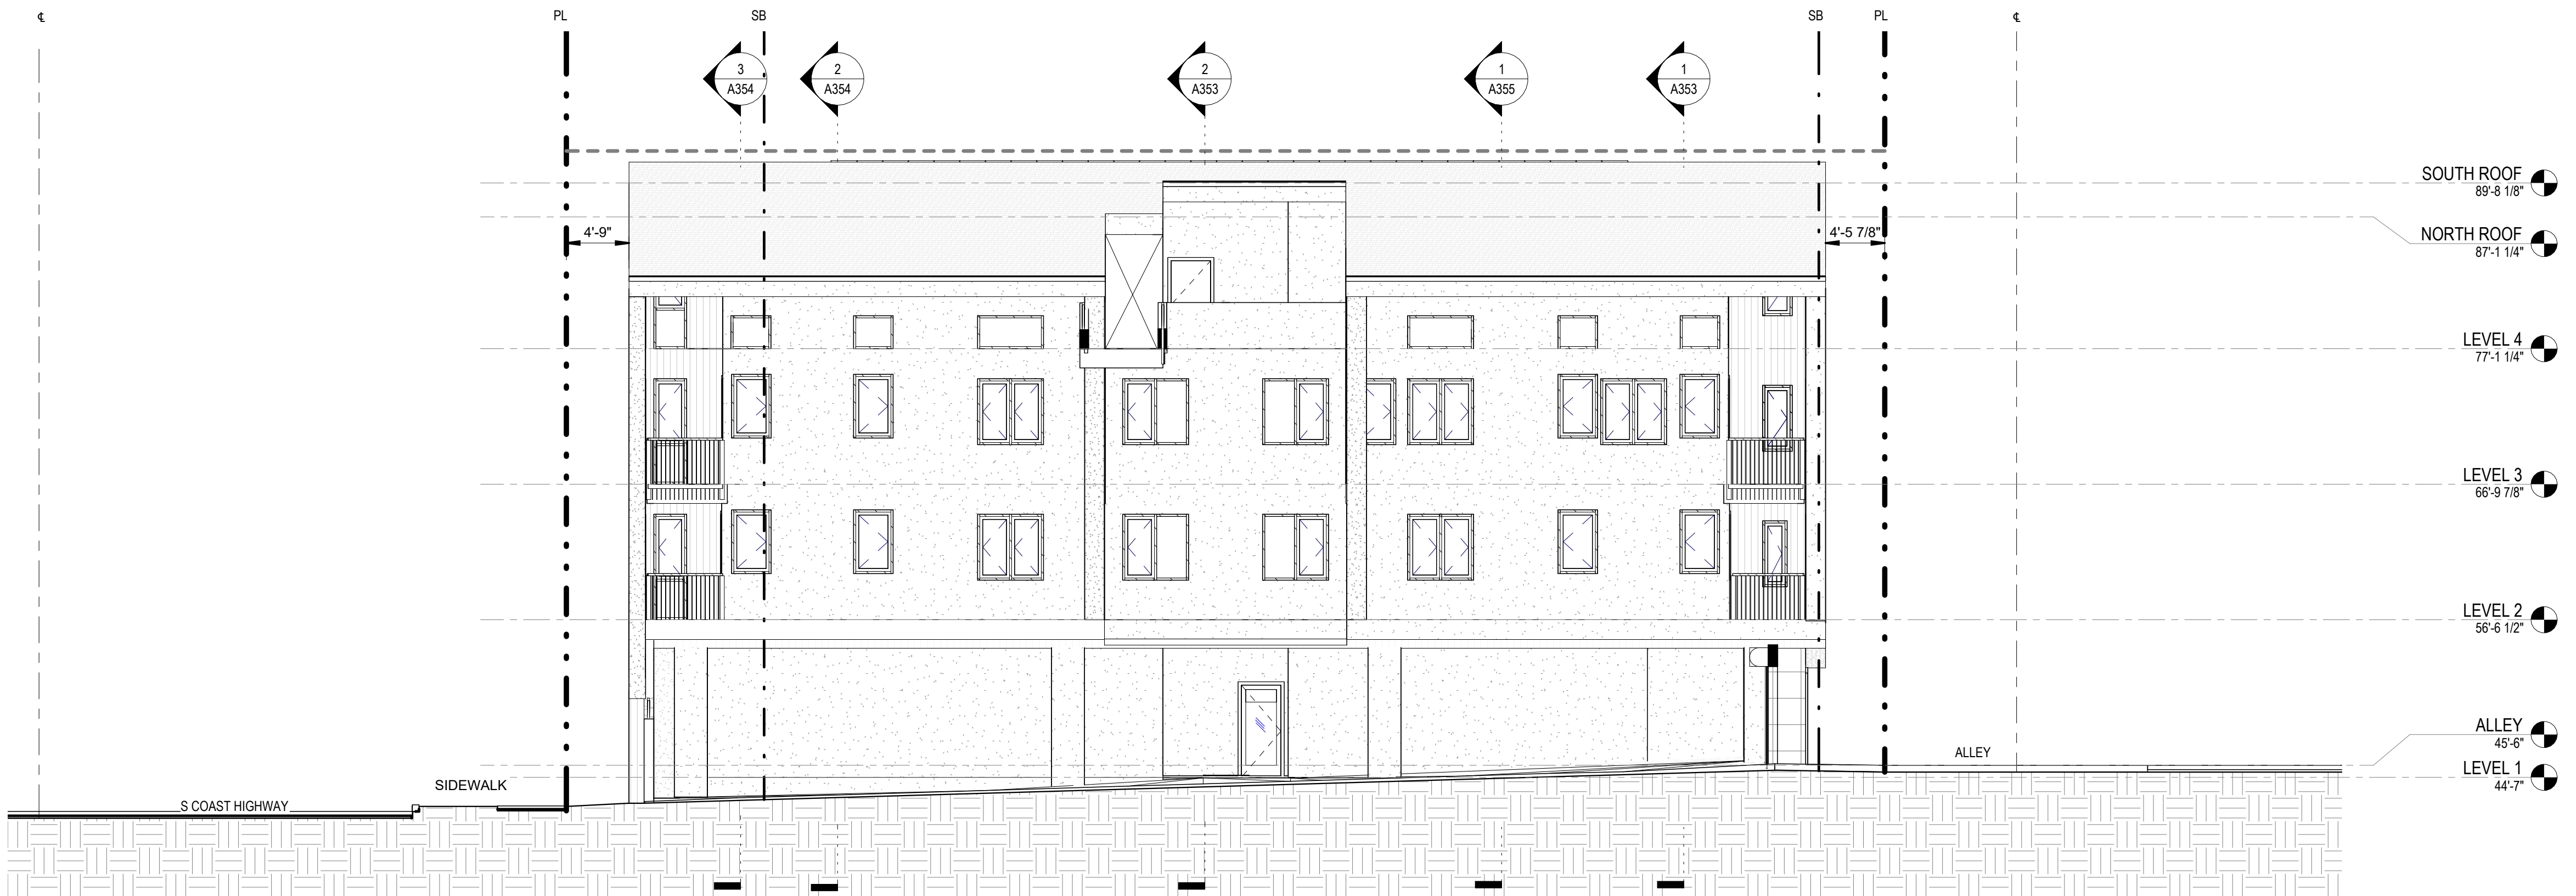 ℄ PL SB SB PL ℄
3
A354
2
A354
2
A353
1
A355
1
A353
SOUTH ROOF
89'-8 1/8"
NORTH ROOF
87'-1 1/4"
4'-9"
4'-5 7/8"
LEVEL 4
77'-1 1/4"
LEVEL 3
66'-9 7/8"
LEVEL 2
56'-6 1/2"
ALLEY
45'-6"
ALLEY
LEVEL 1
44'-7"
SIDEWALK
S COAST HIGHWAY